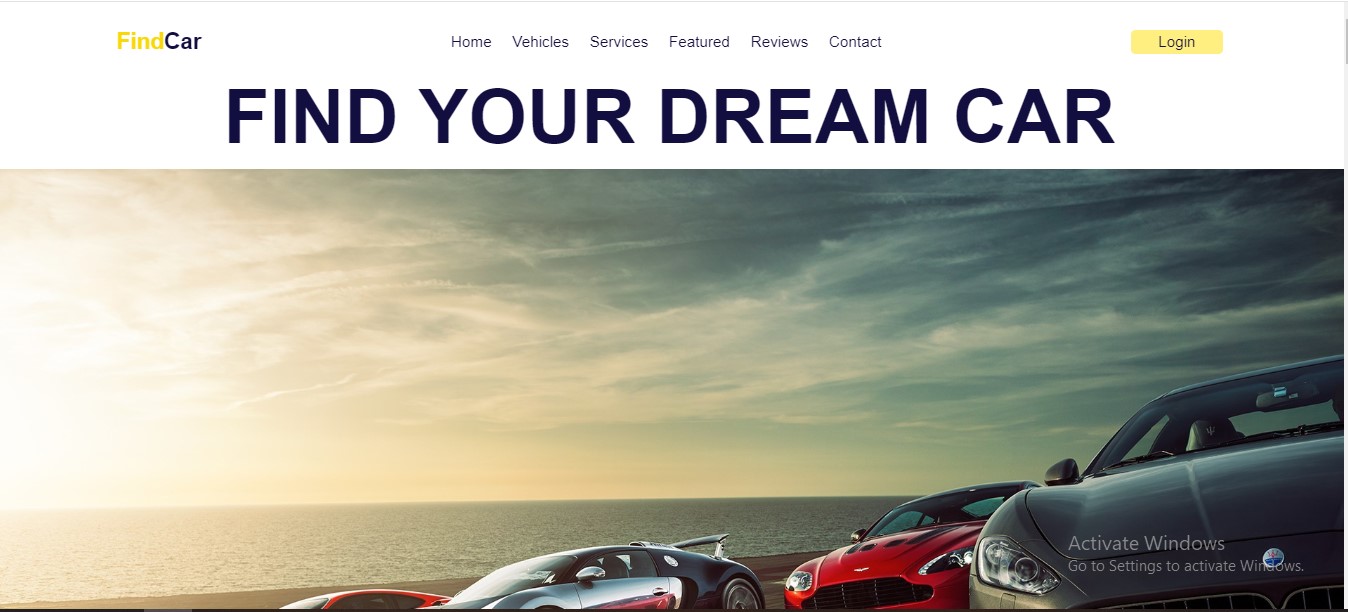 FindCar
Home Vehicles Services Featured Reviews Contact
Login
FIND YOUR DREAM CAR
Activate Windows
Go to Settings to activate Windows.